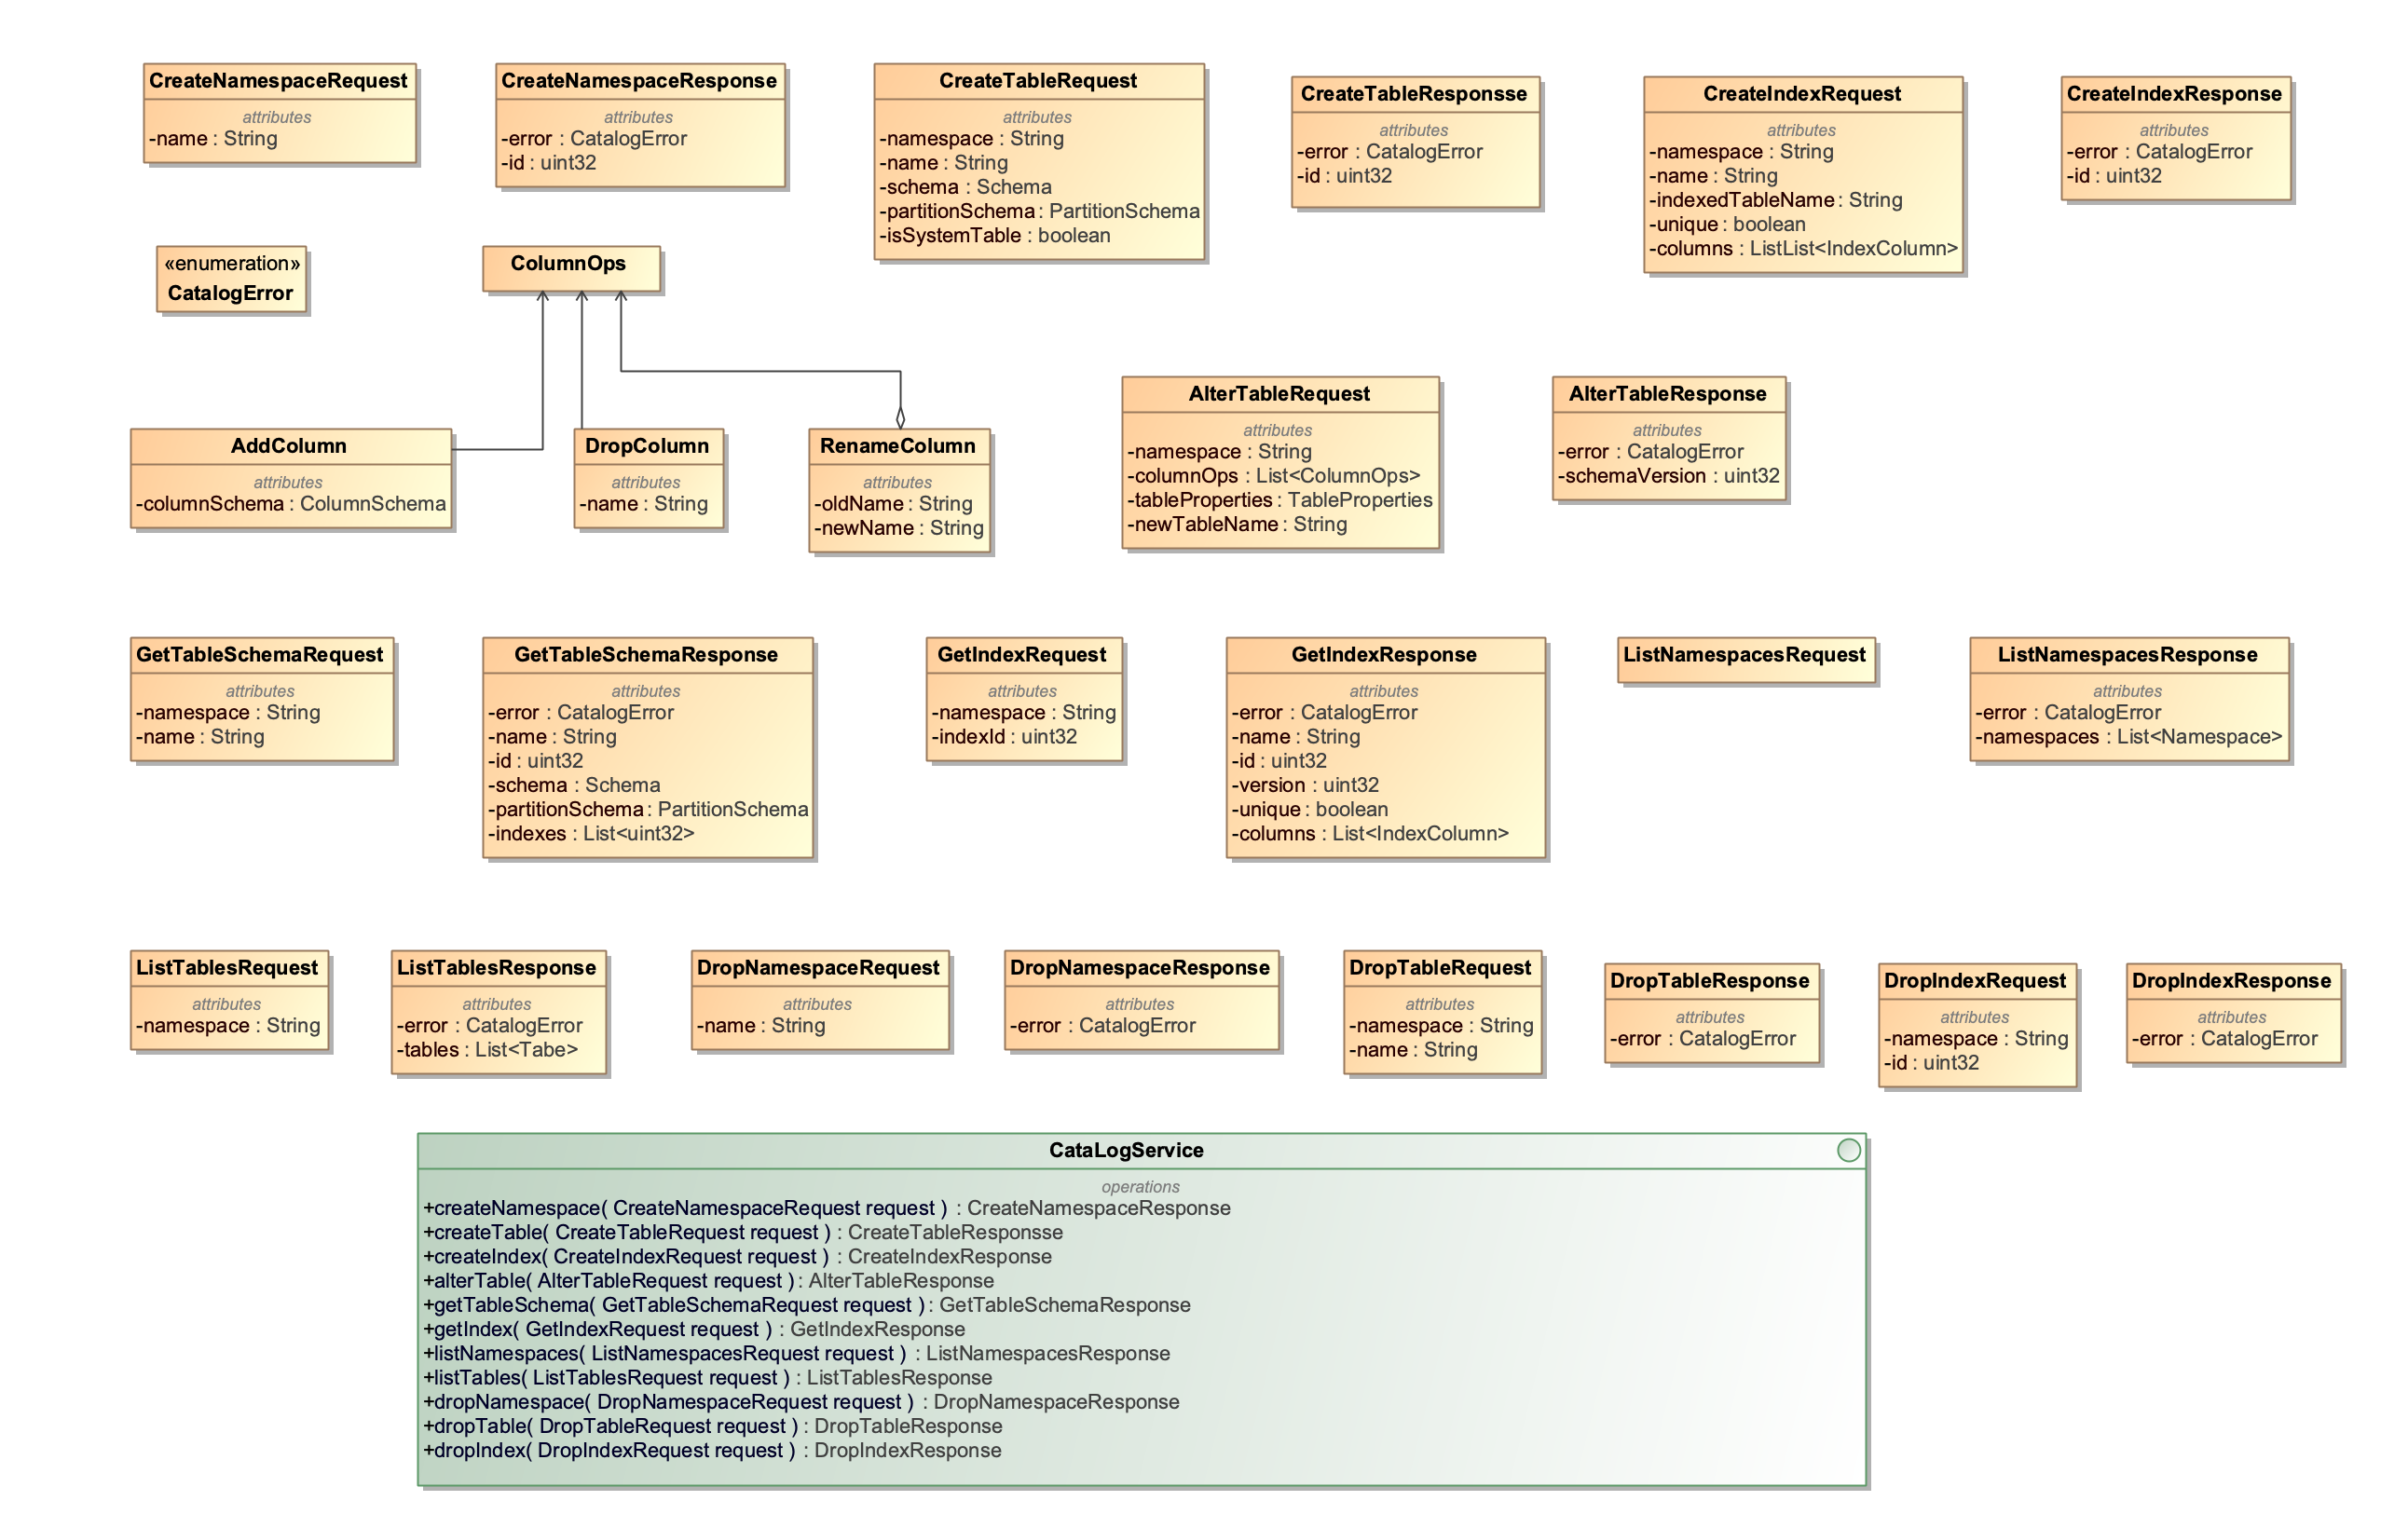 CreateNamespaceRequest
attributes
-name : String
CreateNamespaceResponse
attributes
-error : CatalogError
-id : uint32
CreateTableRequest
attributes
-namespace : String
-name : String
-schema : Schema
-partitionSchema : PartitionSchema
-isSystemTable : boolean
CreateTableResponsse
attributes
-error : CatalogError
-id : uint32
CreateIndexRequest
attributes
-namespace : String
-name : String
-indexedTableName : String
-unique : boolean
-columns : ListList<IndexColumn>
CreateIndexResponse
attributes
-error : CatalogError
-id : uint32
«enumeration»
CatalogError
ColumnOps
AddColumn
attributes
-columnSchema : ColumnSchema
DropColumn
attributes
-name : String
RenameColumn
attributes
-oldName : String
-newName : String
AlterTableRequest
attributes
-namespace : String
-columnOps : List<ColumnOps>
-tableProperties : TableProperties
-newTableName : String
AlterTableResponse
attributes
-error : CatalogError
-schemaVersion : uint32
GetTableSchemaRequest
attributes
-namespace : String
-name : String
GetTableSchemaResponse
attributes
-error : CatalogError
-name : String
-id : uint32
-schema : Schema
-partitionSchema : PartitionSchema
-indexes : List<uint32>
GetIndexRequest
attributes
-namespace : String
-indexId : uint32
GetIndexResponse
attributes
-error : CatalogError
-name : String
-id : uint32
-version : uint32
-unique : boolean
-columns : List<IndexColumn>
ListNamespacesRequest
ListNamespacesResponse
attributes
-error : CatalogError
-namespaces : List<Namespace>
ListTablesRequest
attributes
-namespace : String
ListTablesResponse
attributes
-error : CatalogError
-tables : List<Tabe>
DropNamespaceRequest
attributes
-name : String
DropNamespaceResponse
attributes
-error : CatalogError
DropTableRequest
attributes
-namespace : String
-name : String
DropTableResponse
attributes
-error : CatalogError
DropIndexRequest
attributes
-namespace : String
-id : uint32
DropIndexResponse
attributes
-error : CatalogError
CataLogService
operations
+createNamespace( CreateNamespaceRequest request ) : CreateNamespaceResponse
+createTable( CreateTableRequest request ) : CreateTableResponsse
+createIndex( CreateIndexRequest request ) : CreateIndexResponse
+alterTable( AlterTableRequest request ) : AlterTableResponse
+getTableSchema( GetTableSchemaRequest request ) : GetTableSchemaResponse
+getIndex( GetIndexRequest request ) : GetIndexResponse
+listNamespaces( ListNamespacesRequest request ) : ListNamespacesResponse
+listTables( ListTablesRequest request ) : ListTablesResponse
+dropNamespace( DropNamespaceRequest request ) : DropNamespaceResponse
+dropTable( DropTableRequest request ) : DropTableResponse
+dropIndex( DropIndexRequest request ) : DropIndexResponse